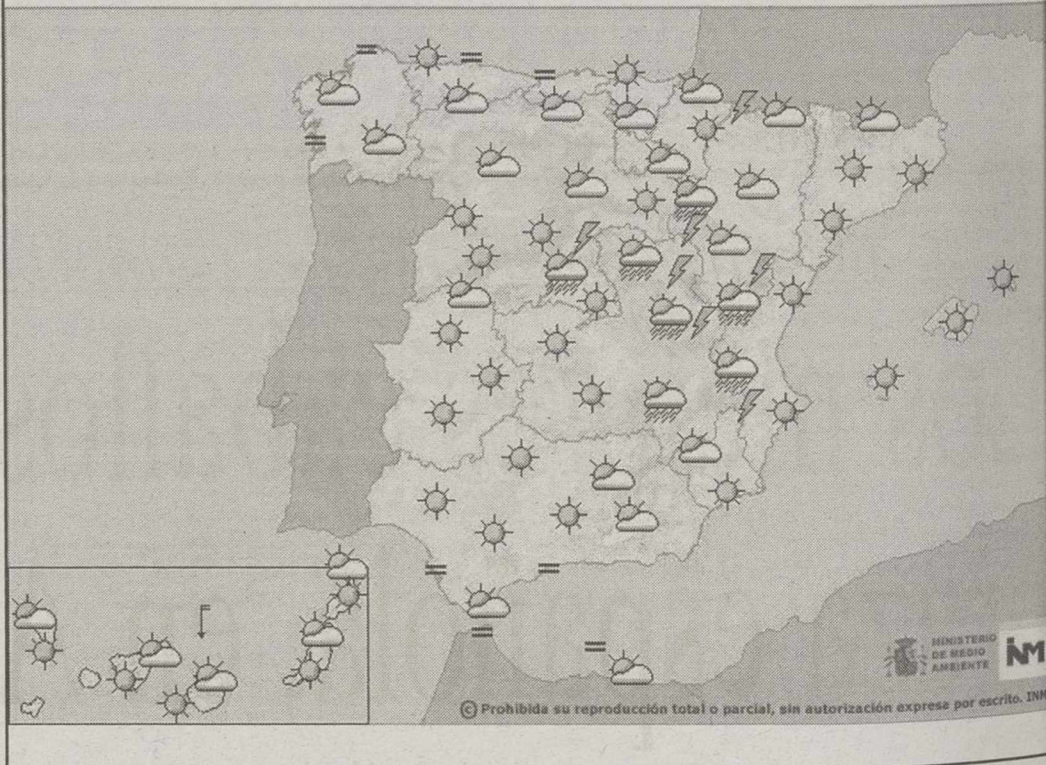 MINISTERIO
DE MEDIO
AMBIENTE
INM
© Prohibida su reproducción total o parcial, sin autorización expresa por escrito. INM